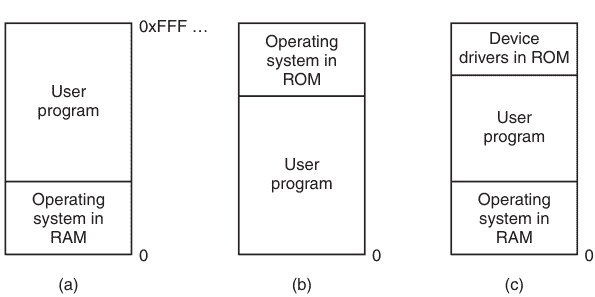 0xFFF ...
User
program
Operating
system in
RAM
0
(a)
Operating
system in
ROM
User
program
0
(b)
Device
drivers in ROM
User
program
Operating
system in
RAM
0
(c)